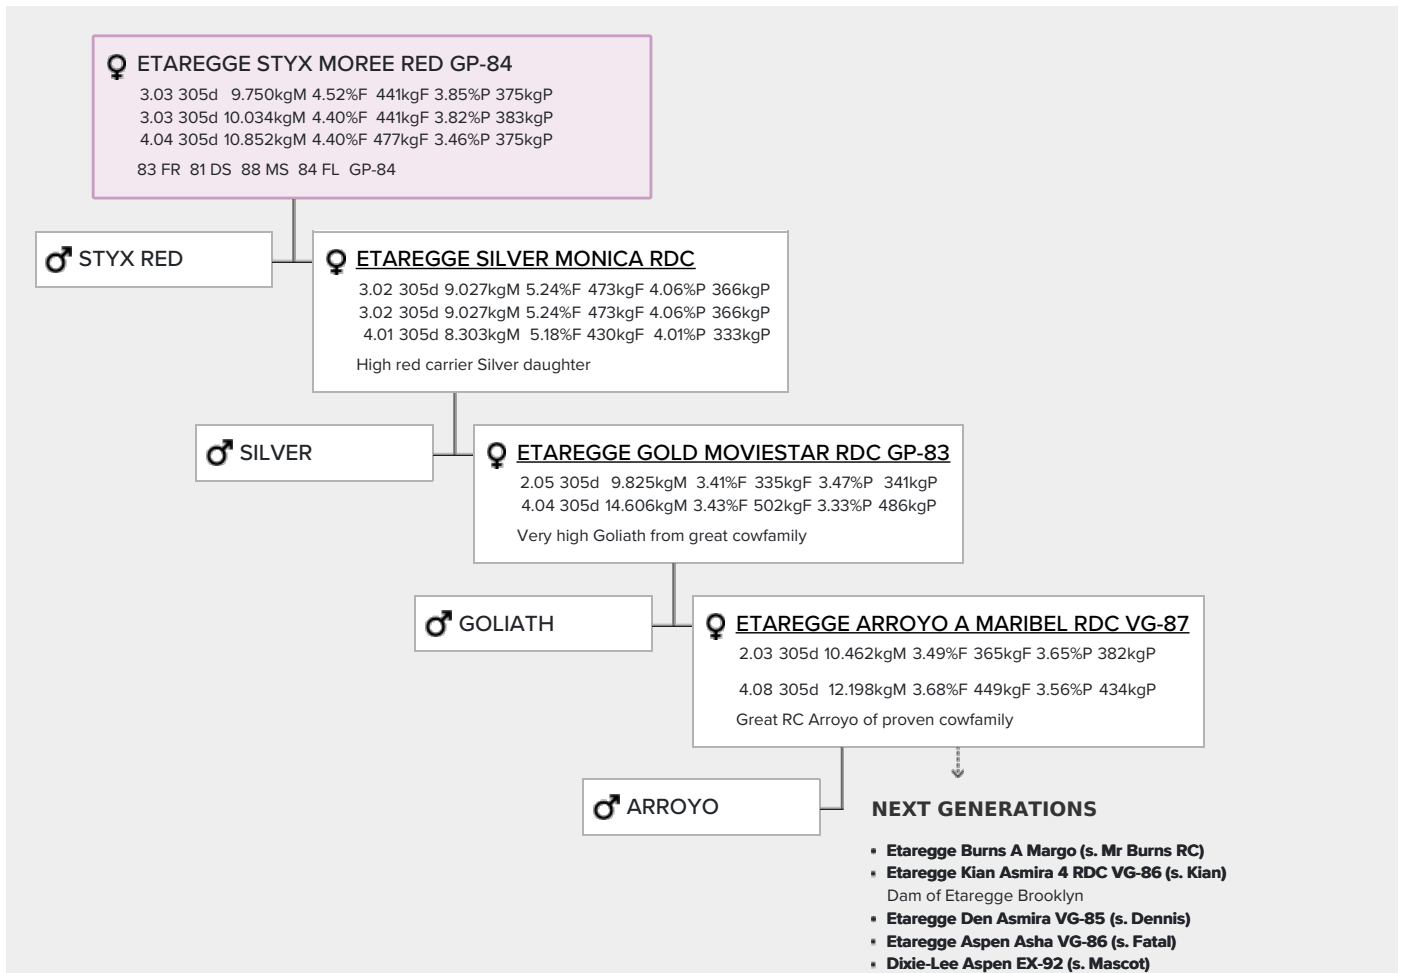 ETAREGGE STYX MOREE RED GP-84
3.03 305d 9.750kgM 4.52%F 441kgF 3.85%P 375kgP
3.03 305d 10.034kgM 4.40%F 441kgF 3.82%P 383kgP
4.04 305d 10.852kgM 4.40%F 477kgF 3.46%P 375kgP
83 FR 81 DS 88 MS 84 FL GP-84
STYX RED
ETAREGGE SILVER MONICA RDC
3.02 305d 9.027kgM 5.24%F 473kgF 4.06%P 366kgP
3.02 305d 9.027kgM 5.24%F 473kgF 4.06%P 366kgP
4.01 305d 8.303kgM 5.18%F 430kgF 4.01%P 333kgP
High red carrier Silver daughter
SILVER
ETAREGGE GOLD MOVIESTAR RDC GP-83
2.05 305d 9.825kgM 3.41%F 335kgF 3.47%P 341kgP
4.04 305d 14.606kgM 3.43%F 502kgF 3.33%P 486kgP
Very high Goliath from great cowfamily
GOLIATH
ETAREGGE ARROYO A MARIBEL RDC VG-87
2.03 305d 10.462kgM 3.49%F 365kgF 3.65%P 382kgP
4.08 305d 12.198kgM 3.68%F 449kgF 3.56%P 434kgP
Great RC Arroyo of proven cowfamily
ARROYO
NEXT GENERATIONS
Etaregge Burns A Margo (s. Mr Burns RC)
Etaregge Kian Asmira 4 RDC VG-86 (s. Kian)
Dam of Etaregge Brooklyn
Etaregge Den Asmira VG-85 (s. Dennis)
Etaregge Aspen Asha VG-86 (s. Fatal)
Dixie-Lee Aspen EX-92 (s. Mascot)